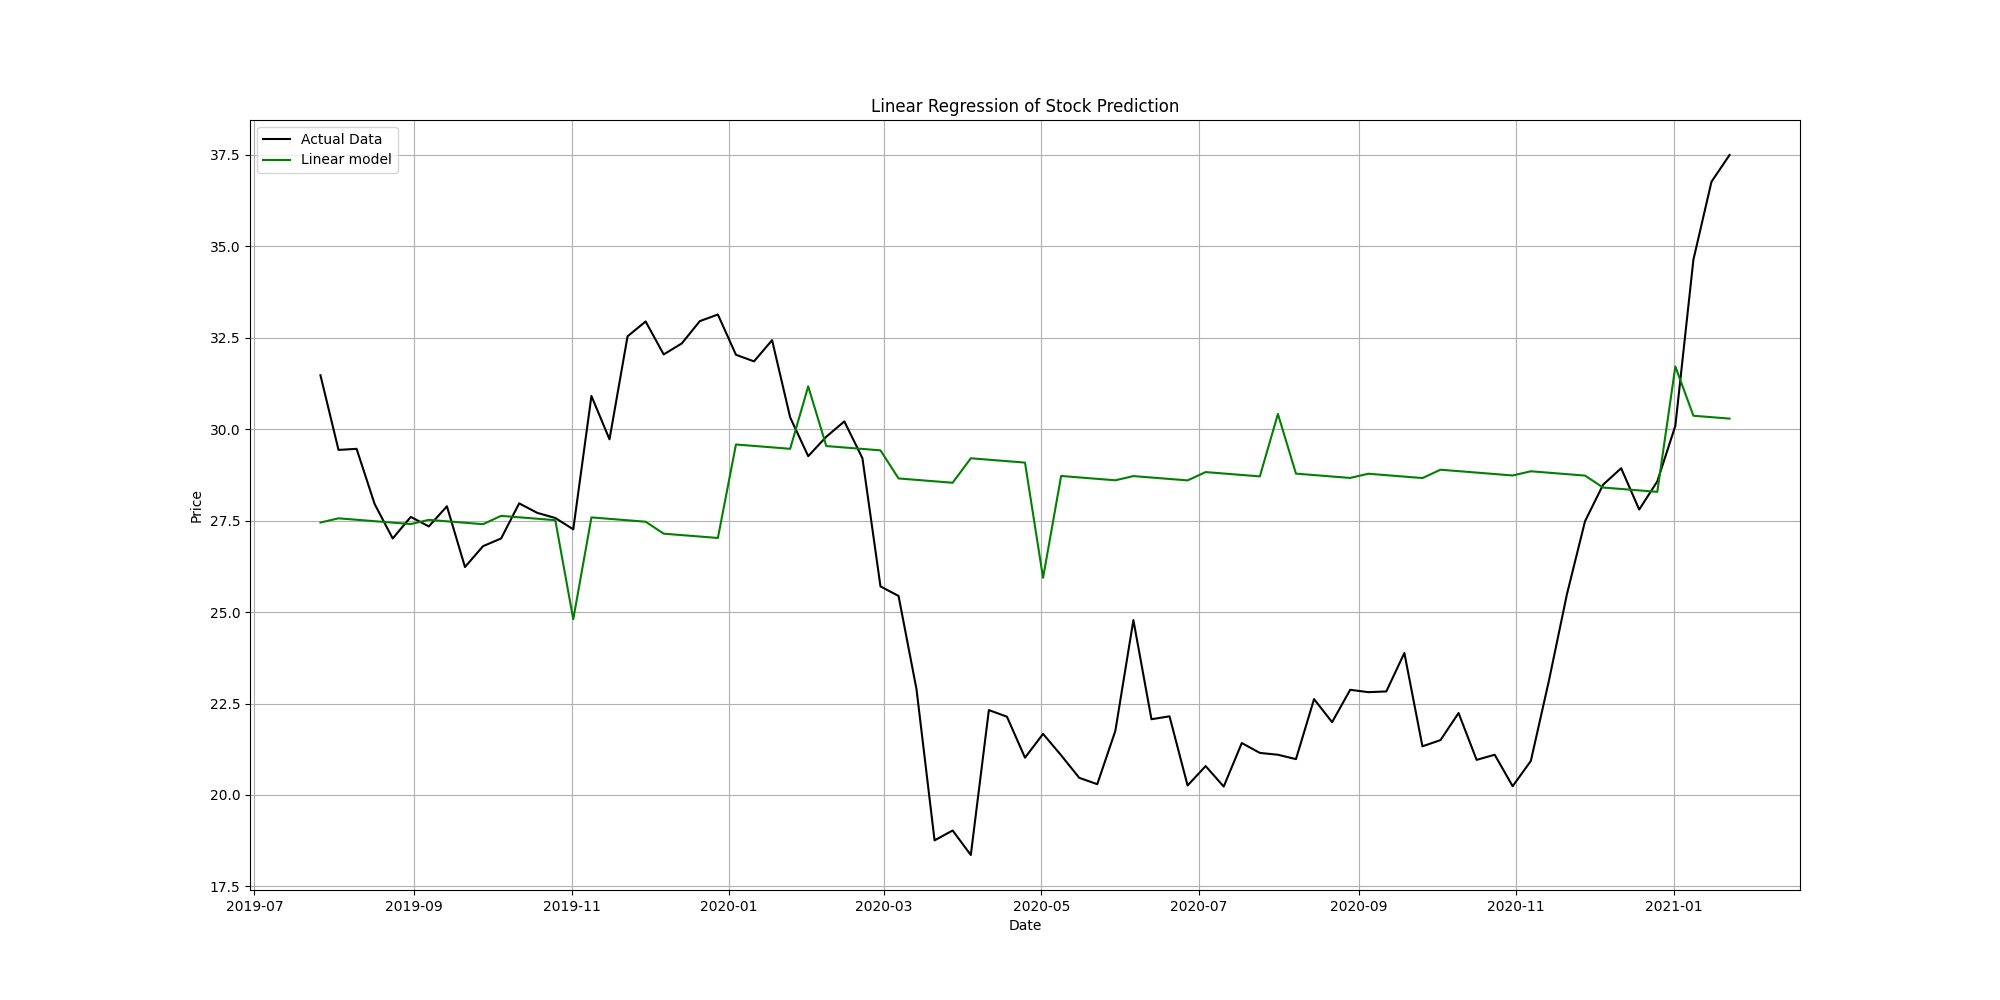 Linear Regression of Stock Prediction
Actual Data
Linear model
37.5
35.0
32.5
30.0
27.5
25.0
22.5
20.0
17.5
Price
2019-07 2019-09 2019-11 2020-01 2020-03 2020-05 2020-07 2020-09 2020-11 2021-01
Date